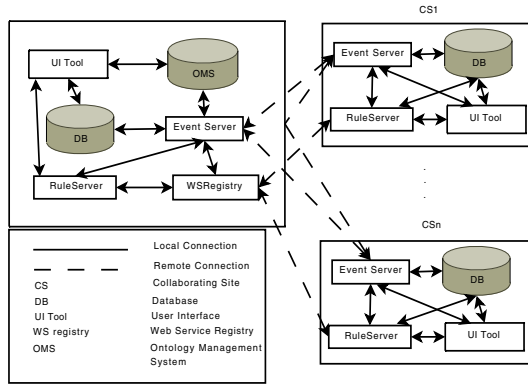 CS1
UI Tool
OMS
DB
Event Server
RuleServer
WSRegistry
Event Server
DB
RuleServer
UI Tool
.
.
.
CSn
Event Server
DB
RuleServer
UI Tool
Local Connection
Remote Connection
CS Collaborating Site
DB Database
UI Tool User Interface
WS registry Web Service Registry
OMS Ontology Management
System